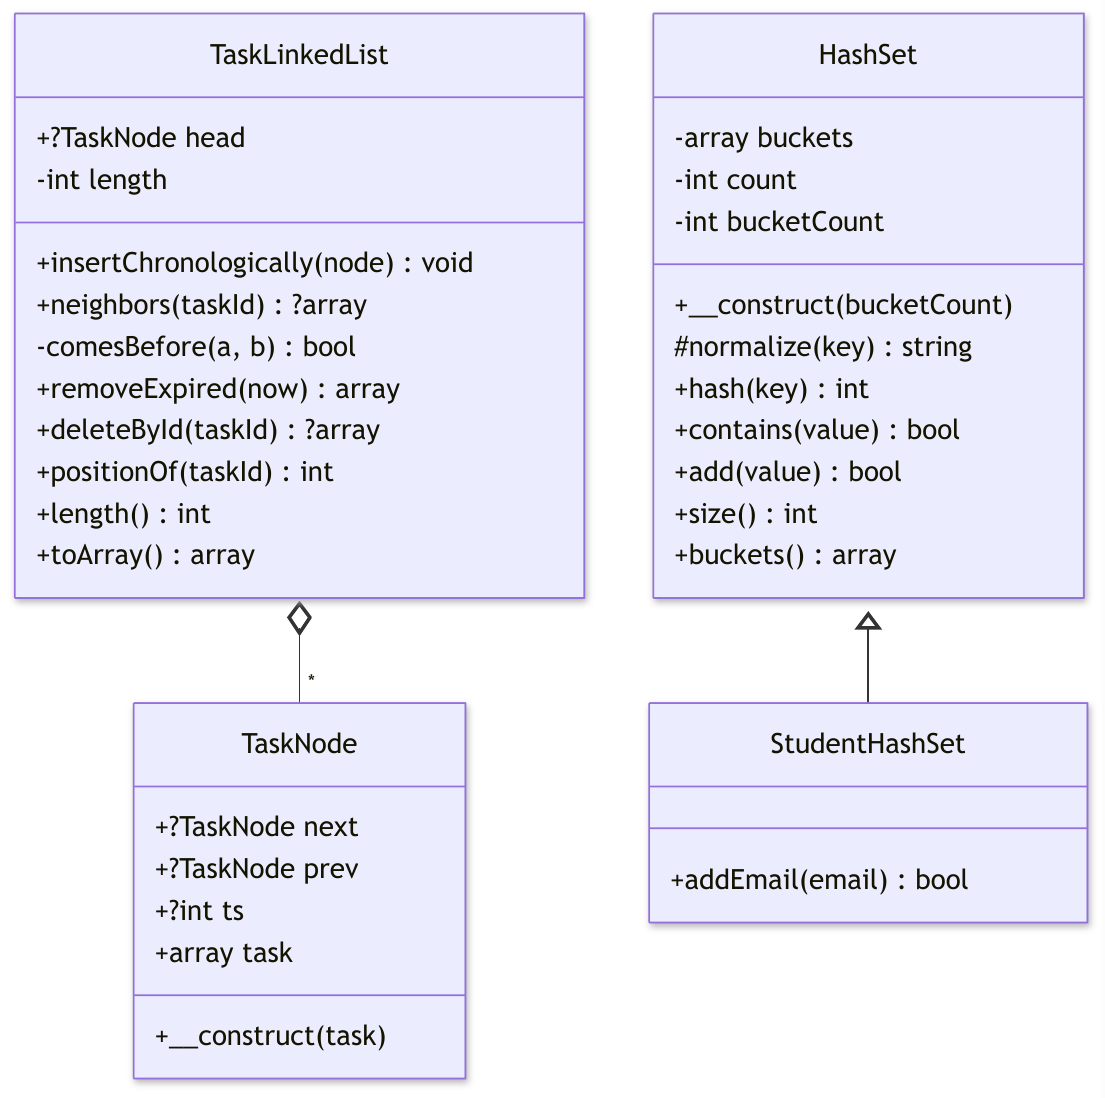 TaskLinkedList
+?TaskNode head
-int length
+insertChronologically(node) : void
+neighbors(taskId) : ?array
-comesBefore(a, b) : bool
+removeExpired(now) : array
+deleteById(taskId) : ?array
+positionOf(taskId) : int
+length() : int
+toArray() : array
HashSet
-array buckets
-int count
-int bucketCount
+__construct(bucketCount)
#normalize(key) : string
+hash(key) : int
+contains(value) : bool
+add(value) : bool
+size() : int
+buckets() : array
*
TaskNode
+?TaskNode next
+?TaskNode prev
+?int ts
+array task
+__construct(task)
StudentHashSet
+addEmail(email) : bool